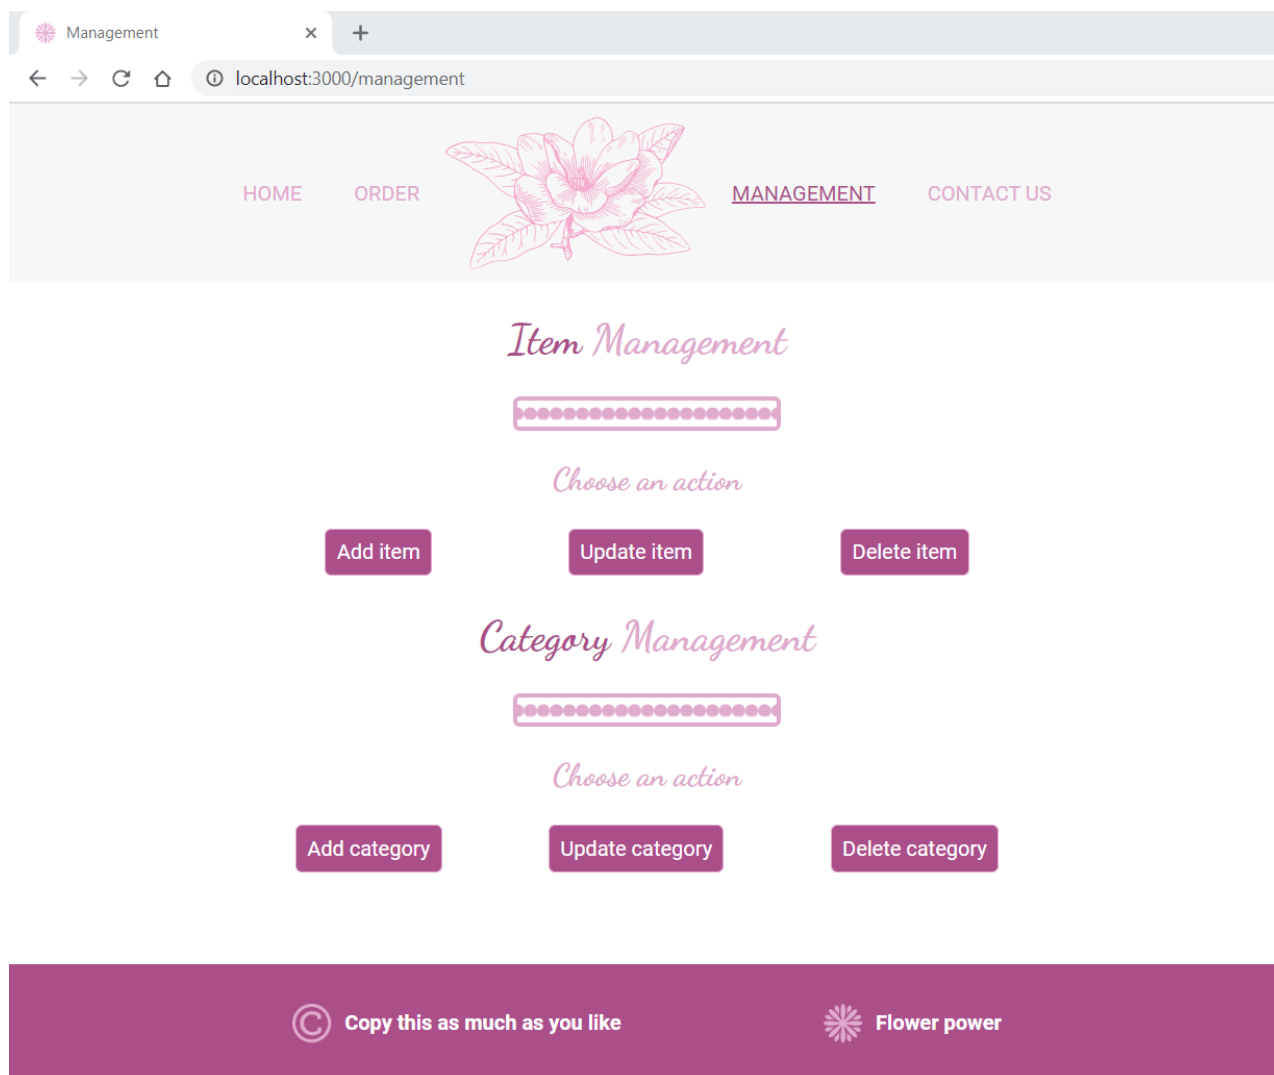 Management
localhost:3000/management
HOME ORDER MANAGEMENT CONTACT US
Item Management
Choose an action
Add item Update item Delete item
Category Management
Choose an action
Add category Update category Delete category
© Copy this as much as you like Flower power